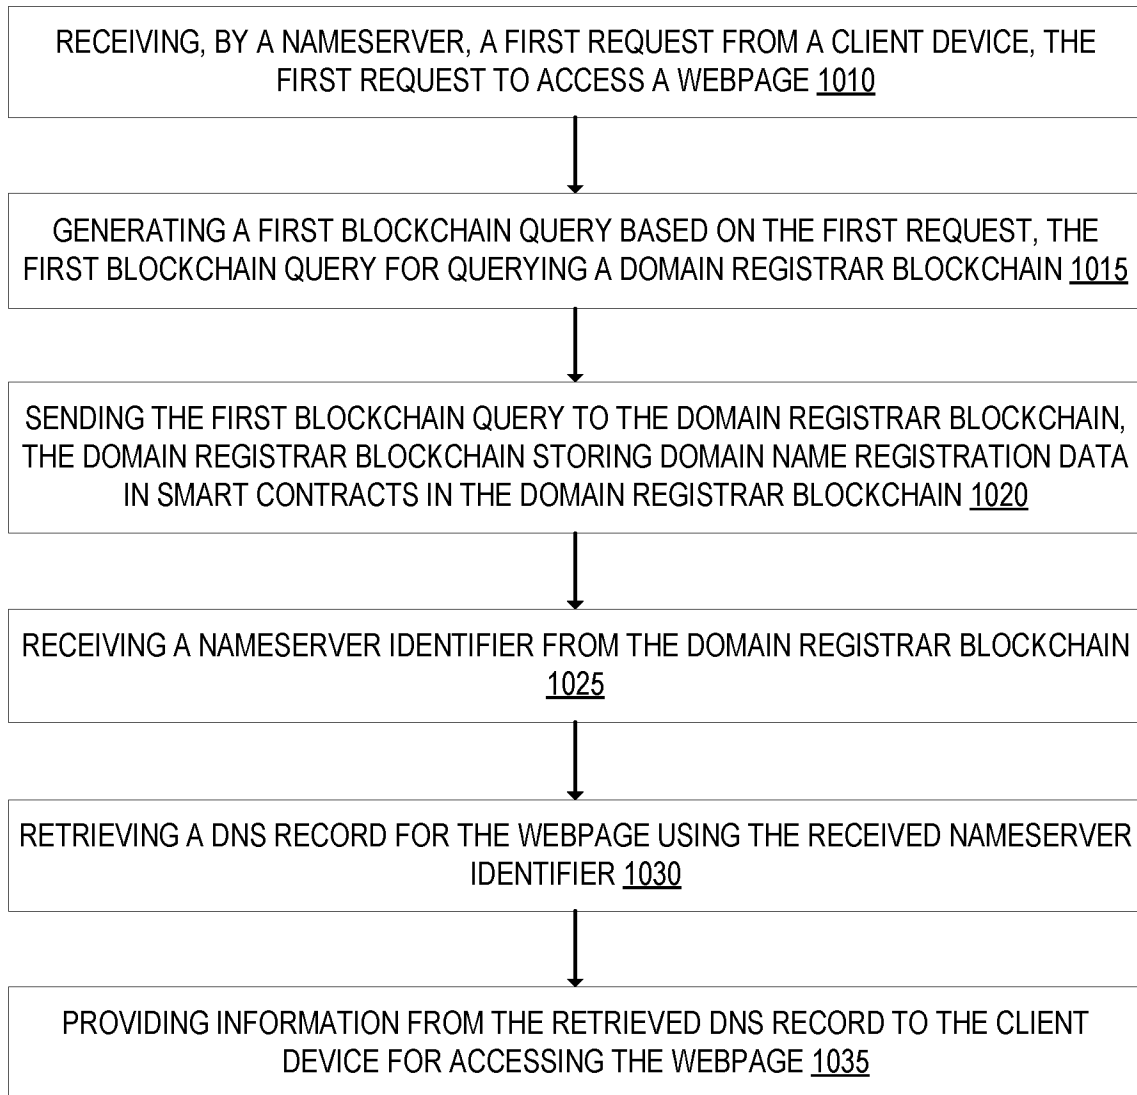 RECEIVING, BY A NAMESERVER, A FIRST REQUEST FROM A CLIENT DEVICE, THE
FIRST REQUEST TO ACCESS A WEBPAGE 1010
GENERATING A FIRST BLOCKCHAIN QUERY BASED ON THE FIRST REQUEST, THE
FIRST BLOCKCHAIN QUERY FOR QUERYING A DOMAIN REGISTRAR BLOCKCHAIN 1015
SENDING THE FIRST BLOCKCHAIN QUERY TO THE DOMAIN REGISTRAR BLOCKCHAIN,
THE DOMAIN REGISTRAR BLOCKCHAIN STORING DOMAIN NAME REGISTRATION DATA
IN SMART CONTRACTS IN THE DOMAIN REGISTRAR BLOCKCHAIN 1020
RECEIVING A NAMESERVER IDENTIFIER FROM THE DOMAIN REGISTRAR BLOCKCHAIN
1025
RETRIEVING A DNS RECORD FOR THE WEBPAGE USING THE RECEIVED NAMESERVER
IDENTIFIER 1030
PROVIDING INFORMATION FROM THE RETRIEVED DNS RECORD TO THE CLIENT
DEVICE FOR ACCESSING THE WEBPAGE 1035